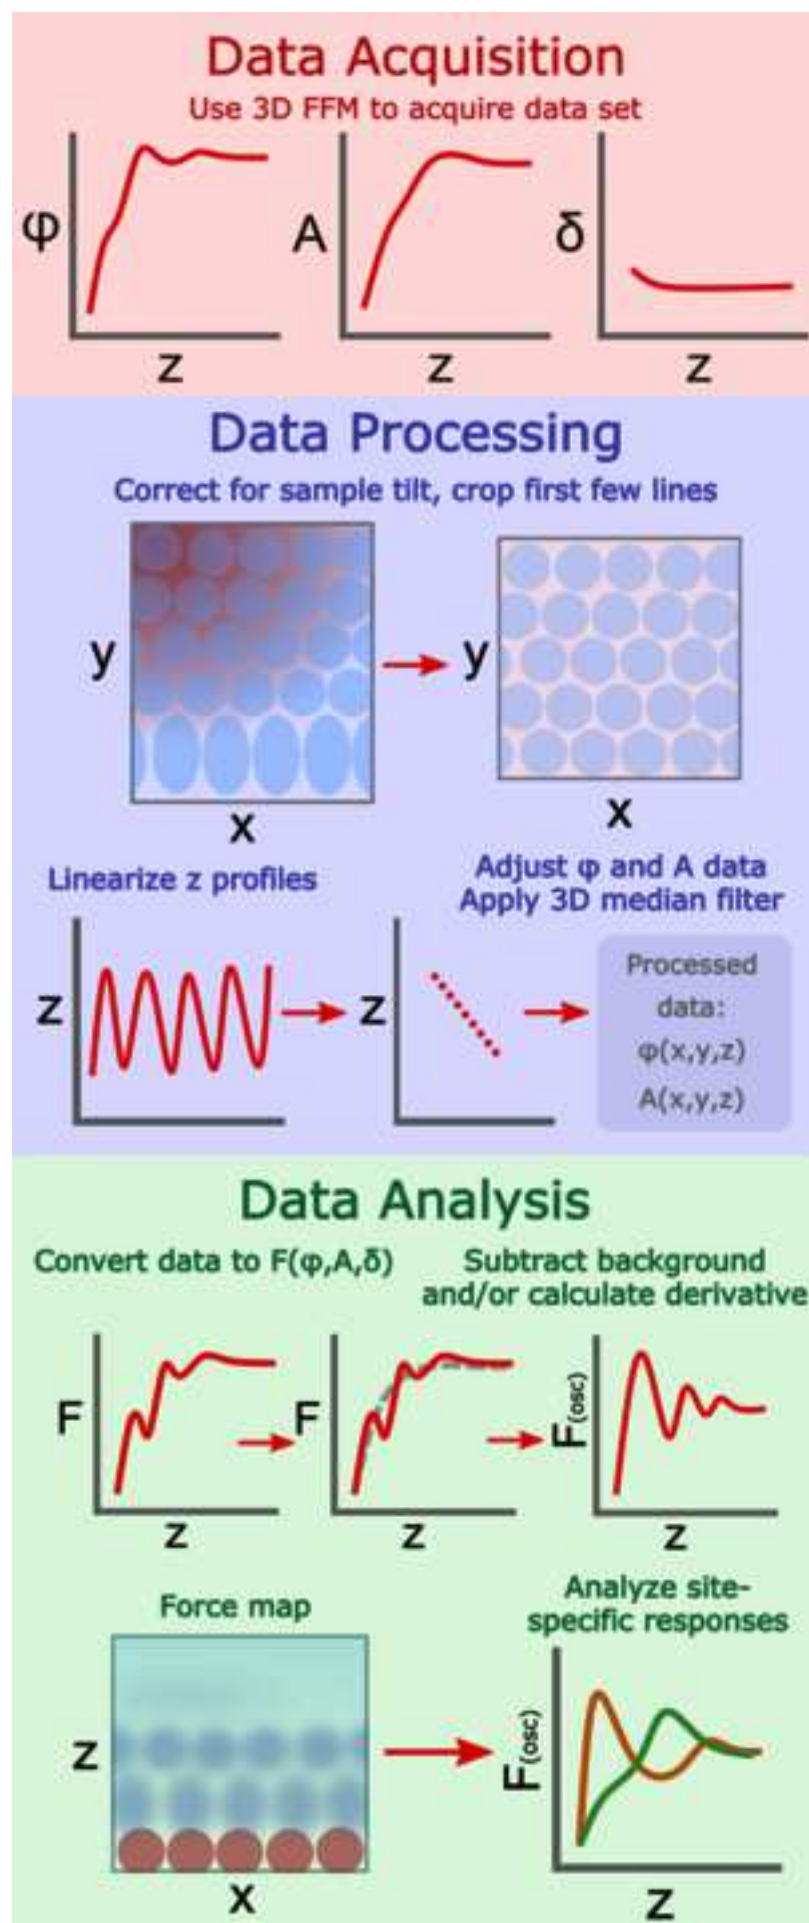 Data Acquisition
Use 3D FFM to acquire data set
φ
A
δ
z
z
z
Data Processing
Correct for sample tilt, crop first few lines
y
y
x
x
Linearize z profiles
Adjust φ and A data
Apply 3D median filter
z
z
Processed
data:
φ(x,y,z)
A(x,y,z)
Data Analysis
Convert data to F(φ,A,δ)
Subtract background
and/or calculate derivative
F
F
F(osc)
z
z
z
Force map
Analyze site-
specific responses
z
F(osc)
x
z